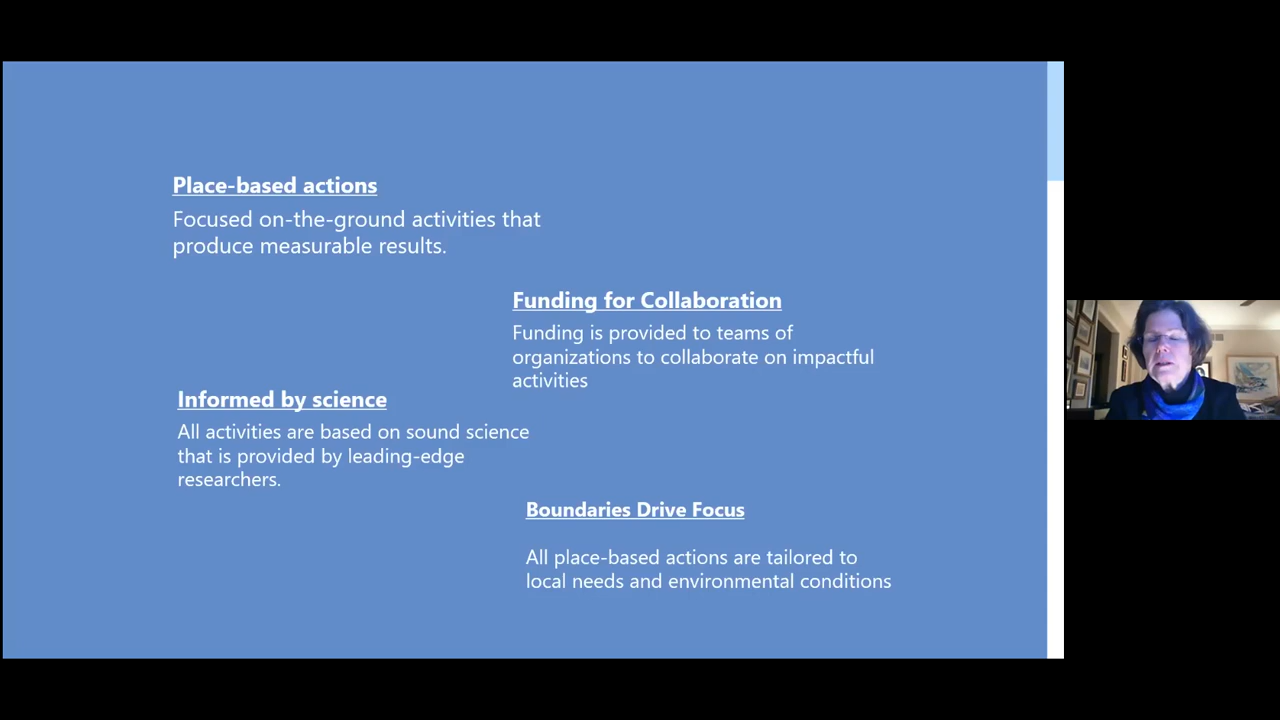 Place-based actions
Focused on-the-ground activities that
produce measurable results.
Funding for Collaboration
Funding is provided to teams of
organizations to collaborate on impactful
activities
Informed by science
All activities are based on sound science
that is provided by leading-edge
researchers.
Boundaries Drive Focus
All place-based actions are tailored to
local needs and environmental conditions